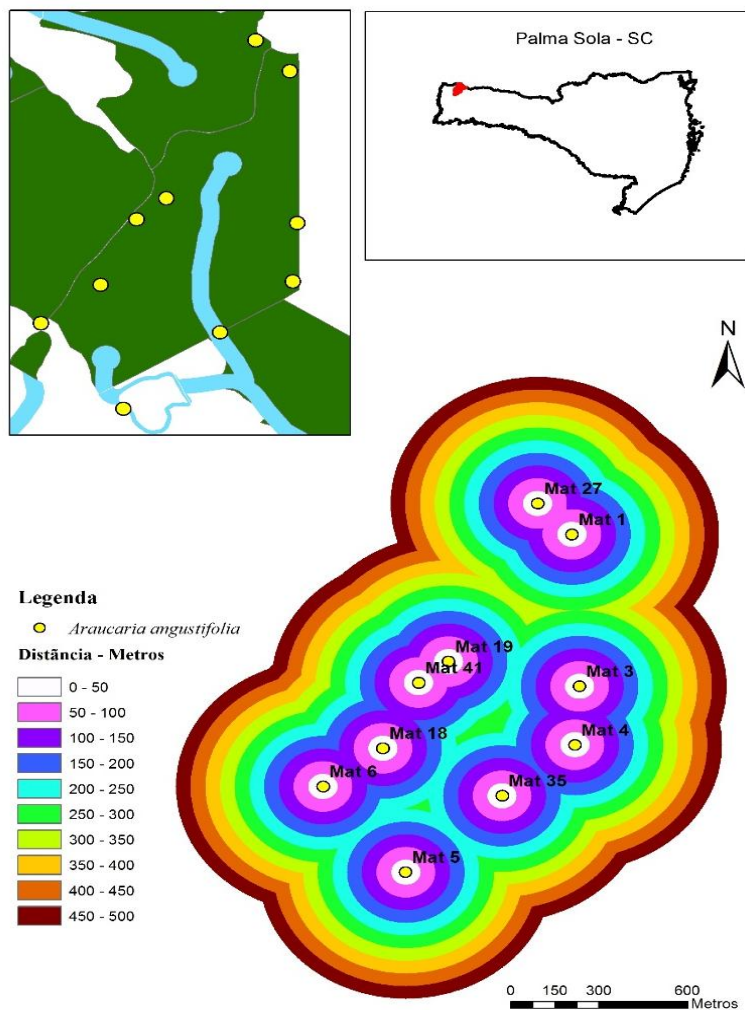 Palma Sola - SC
N
Mat 27
Mat 1
Mat 19
Mat 41
Mat 3
Mat 18
Mat 4
Mat 6
Mat 35
Mat 5
Legenda
Araucaria angustifolia
Distãncia - Metros
0 - 50
50 - 100
100 - 150
150 - 200
200 - 250
250 - 300
300 - 350
350 - 400
400 - 450
450 - 500
0 150 300 600
Metros